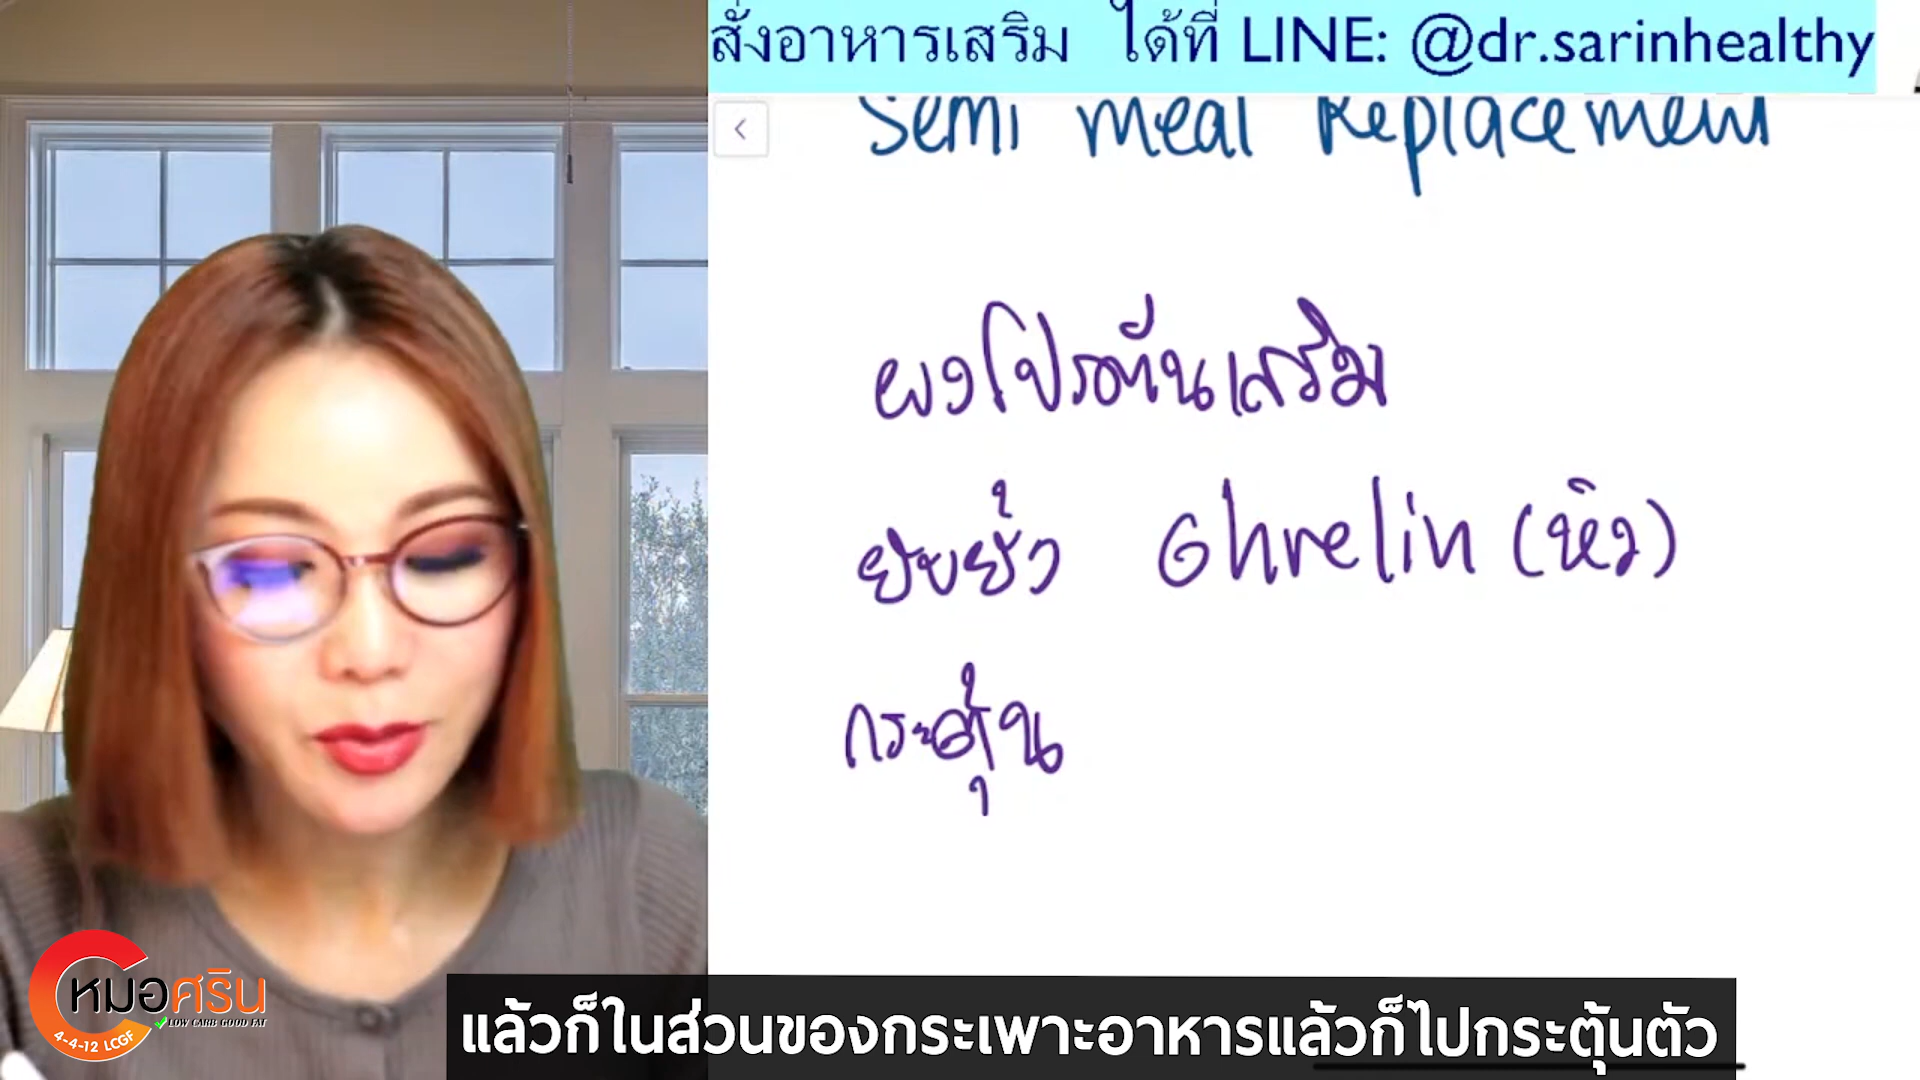 สั่งอาหารเสริม ได้ที่ LINE: @dr.sarinhealthy
Semi Meal Replacement
ผงโปรตีนเสริม
ยับยั้ง Ghrelin (หิว)
กระตุ้น
หมอศริน
LOW CARB GOOD FAT
4-4-12 LCGF
แล้วก็ในส่วนของกระเพาะอาหารแล้วก็ไปกระตุ้นตัว